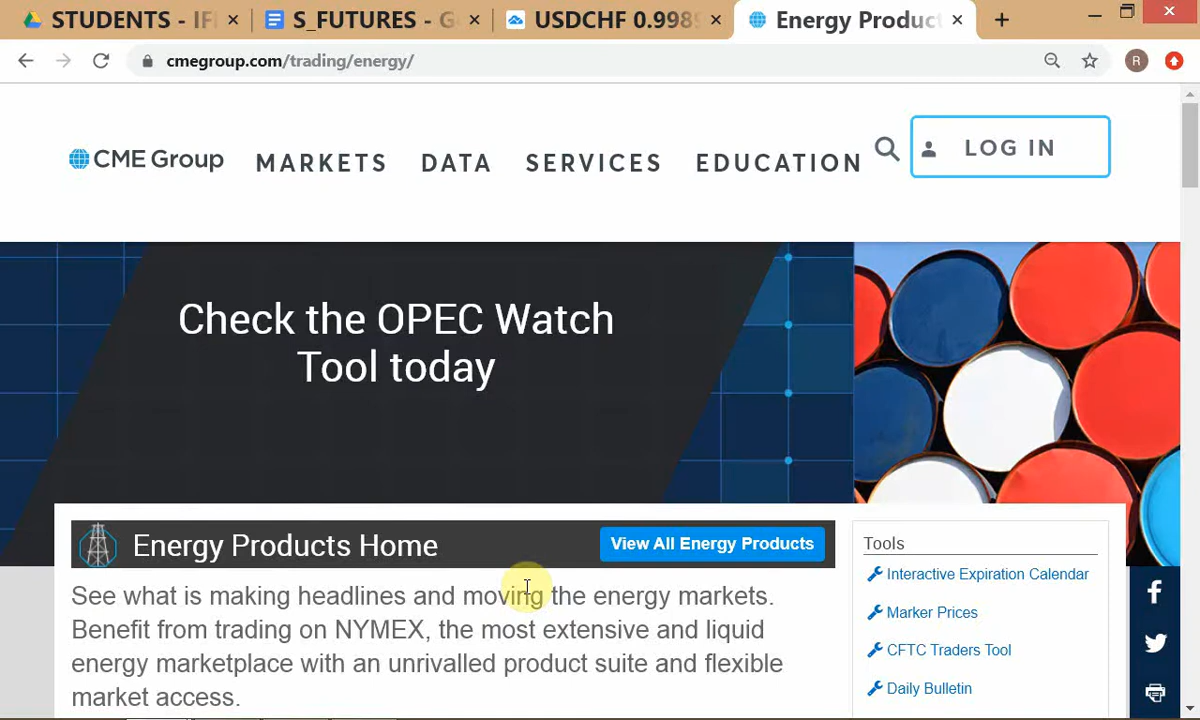 STUDENTS - IF
S_FUTURES - G
USDCHF 0.9989
Energy Product
cmegroup.com/trading/energy/
R
CME Group
MARKETS
DATA
SERVICES
EDUCATION
LOG IN
Check the OPEC Watch
Tool today
Energy Products Home
View All Energy Products
See what is making headlines and moving the energy markets.
Benefit from trading on NYMEX, the most extensive and liquid
energy marketplace with an unrivalled product suite and flexible
market access.
Tools
Interactive Expiration Calendar
Marker Prices
CFTC Traders Tool
Daily Bulletin